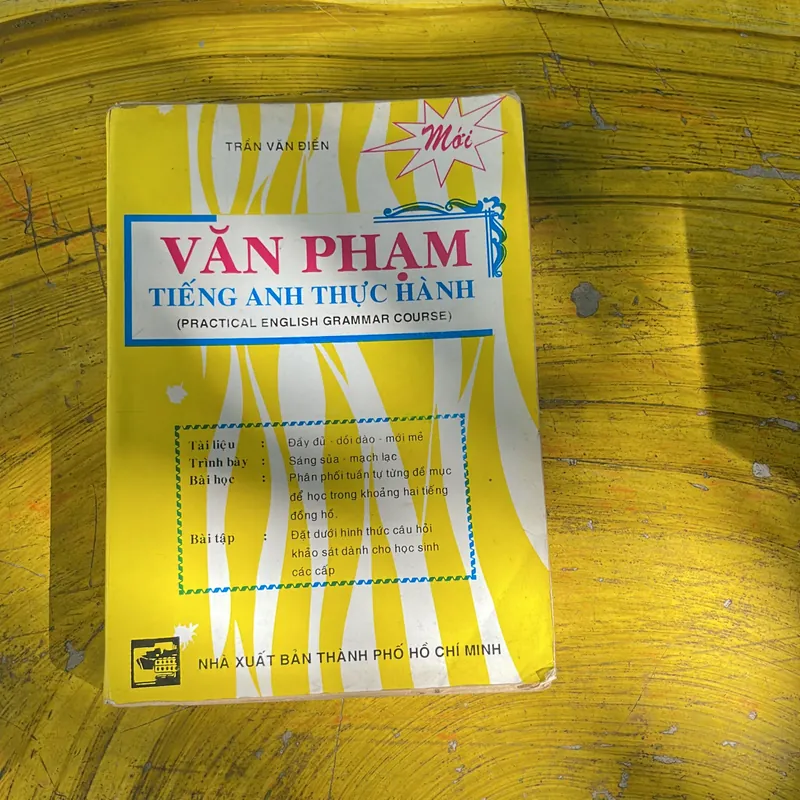 TRẦN VĂN ĐIỀN
Mới
VĂN PHẠM
TIẾNG ANH THỰC HÀNH
(PRACTICAL ENGLISH GRAMMAR COURSE)
Tài liệu : Đầy đủ - dồi dào - mới mẻ
Trình bày : Sáng sủa - mạch lạc
Bài học : Phân phối tuần tự từng đề mục
để học trong khoảng hai tiếng
đồng hồ.
Bài tập : Đặt dưới hình thức câu hỏi
khảo sát dành cho học sinh
các cấp
NHÀ XUẤT BẢN THÀNH PHỐ HỒ CHÍ MINH